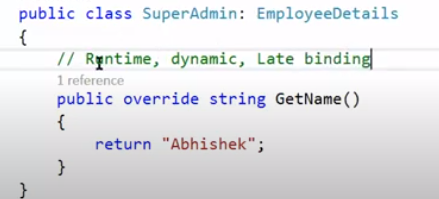 public class SuperAdmin: EmployeeDetails
{
// Runtime, dynamic, Late binding
1 reference
public override string GetName()
{
return "Abhishek";
}
}